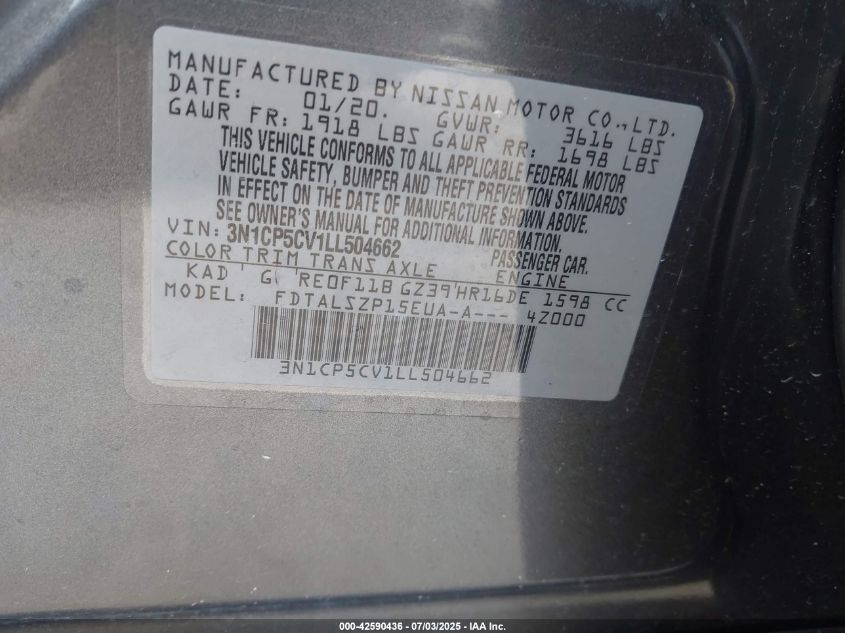 MANUFACTURED BY NISSAN MOTOR CO.,LTD.
DATE: 01/20. GVWR: 3616 LBS
GAWR FR: 1918 LBS GAWR RR: 1698 LBS
THIS VEHICLE CONFORMS TO ALL APPLICABLE FEDERAL MOTOR
VEHICLE SAFETY, BUMPER AND THEFT PREVENTION STANDARDS
IN EFFECT ON THE DATE OF MANUFACTURE SHOWN ABOVE.
SEE OWNER'S MANUAL FOR ADDITIONAL INFORMATION.
VIN: 3N1CP5CV1LL504662 PASSENGER CAR.
COLOR TRIM TRANS AXLE ENGINE
KAD G RE0F11B GZ39 HR16DE 1598 CC
MODEL: FDTALSZP15EUA-A--- 4Z000
3N1CP5CV1LL504662
000-42590436 - 07/03/2025 - IAA Inc.